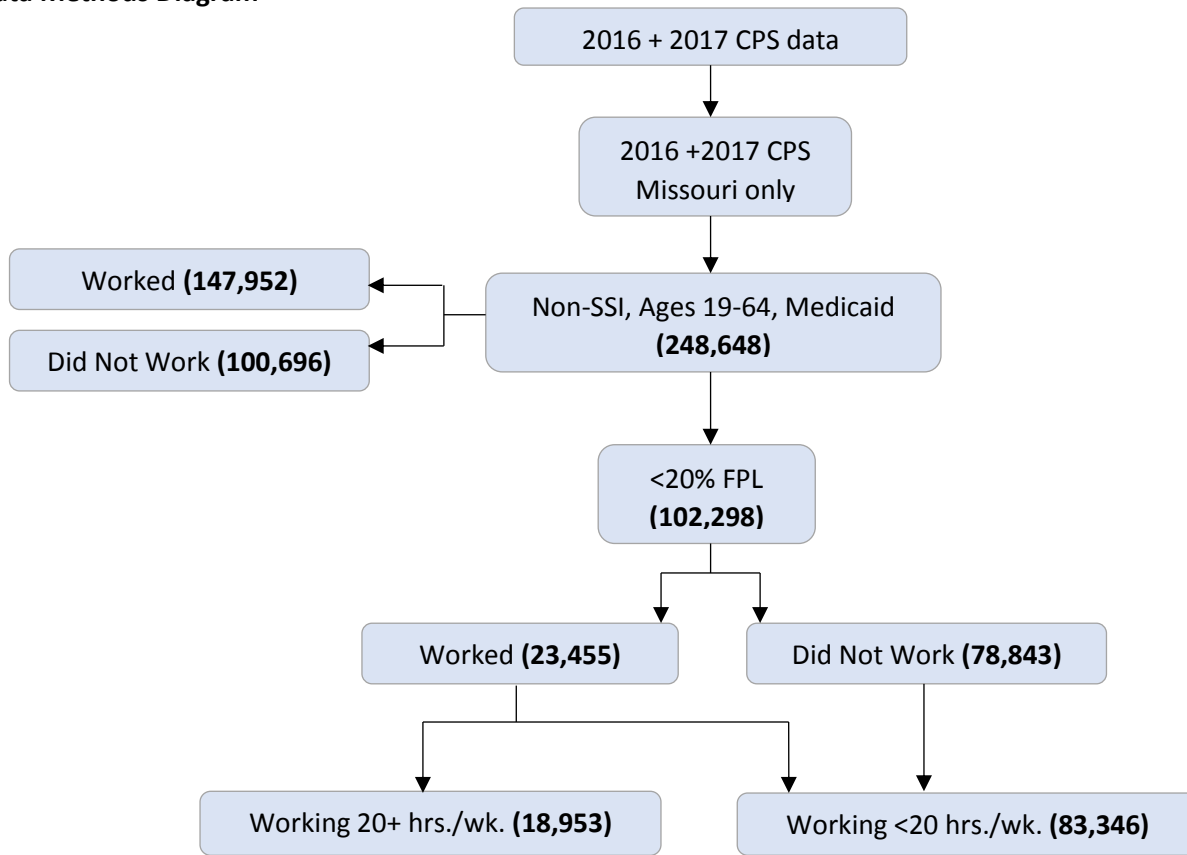 2016 + 2017 CPS data
2016 +2017 CPS
Missouri only
Worked (147,952)
Did Not Work (100,696)
Non-SSI, Ages 19-64, Medicaid
(248,648)
<20% FPL
(102,298)
Worked (23,455)
Did Not Work (78,843)
Working 20+ hrs./wk. (18,953)
Working <20 hrs./wk. (83,346)